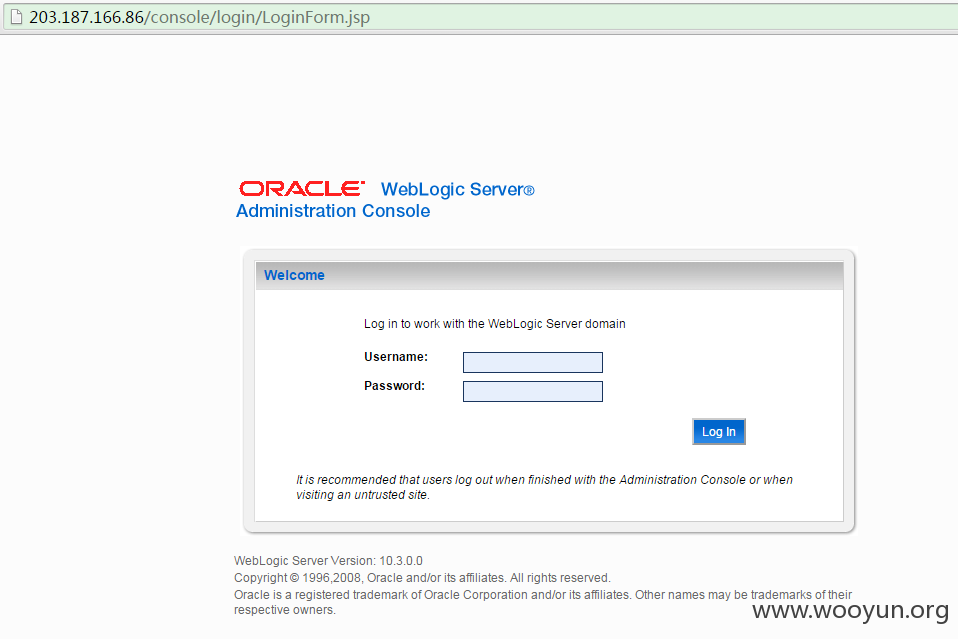 203.187.166.86/console/login/LoginForm.jsp
ORACLE WebLogic Server®
Administration Console
Welcome
Log in to work with the WebLogic Server domain
Username:
Password:
Log In
It is recommended that users log out when finished with the Administration Console or when
visiting an untrusted site.
WebLogic Server Version: 10.3.0.0
Copyright © 1996,2008, Oracle and/or its affiliates. All rights reserved.
Oracle is a registered trademark of Oracle Corporation and/or its affiliates. Other names may be trademarks of their
respective owners.
www.wooyun.org